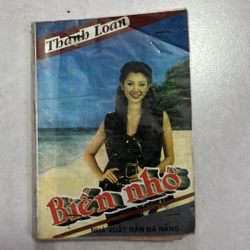 Thanh Loan
Biển nhớ
NHÀ XUẤT BẢN ĐÀ NẴNG